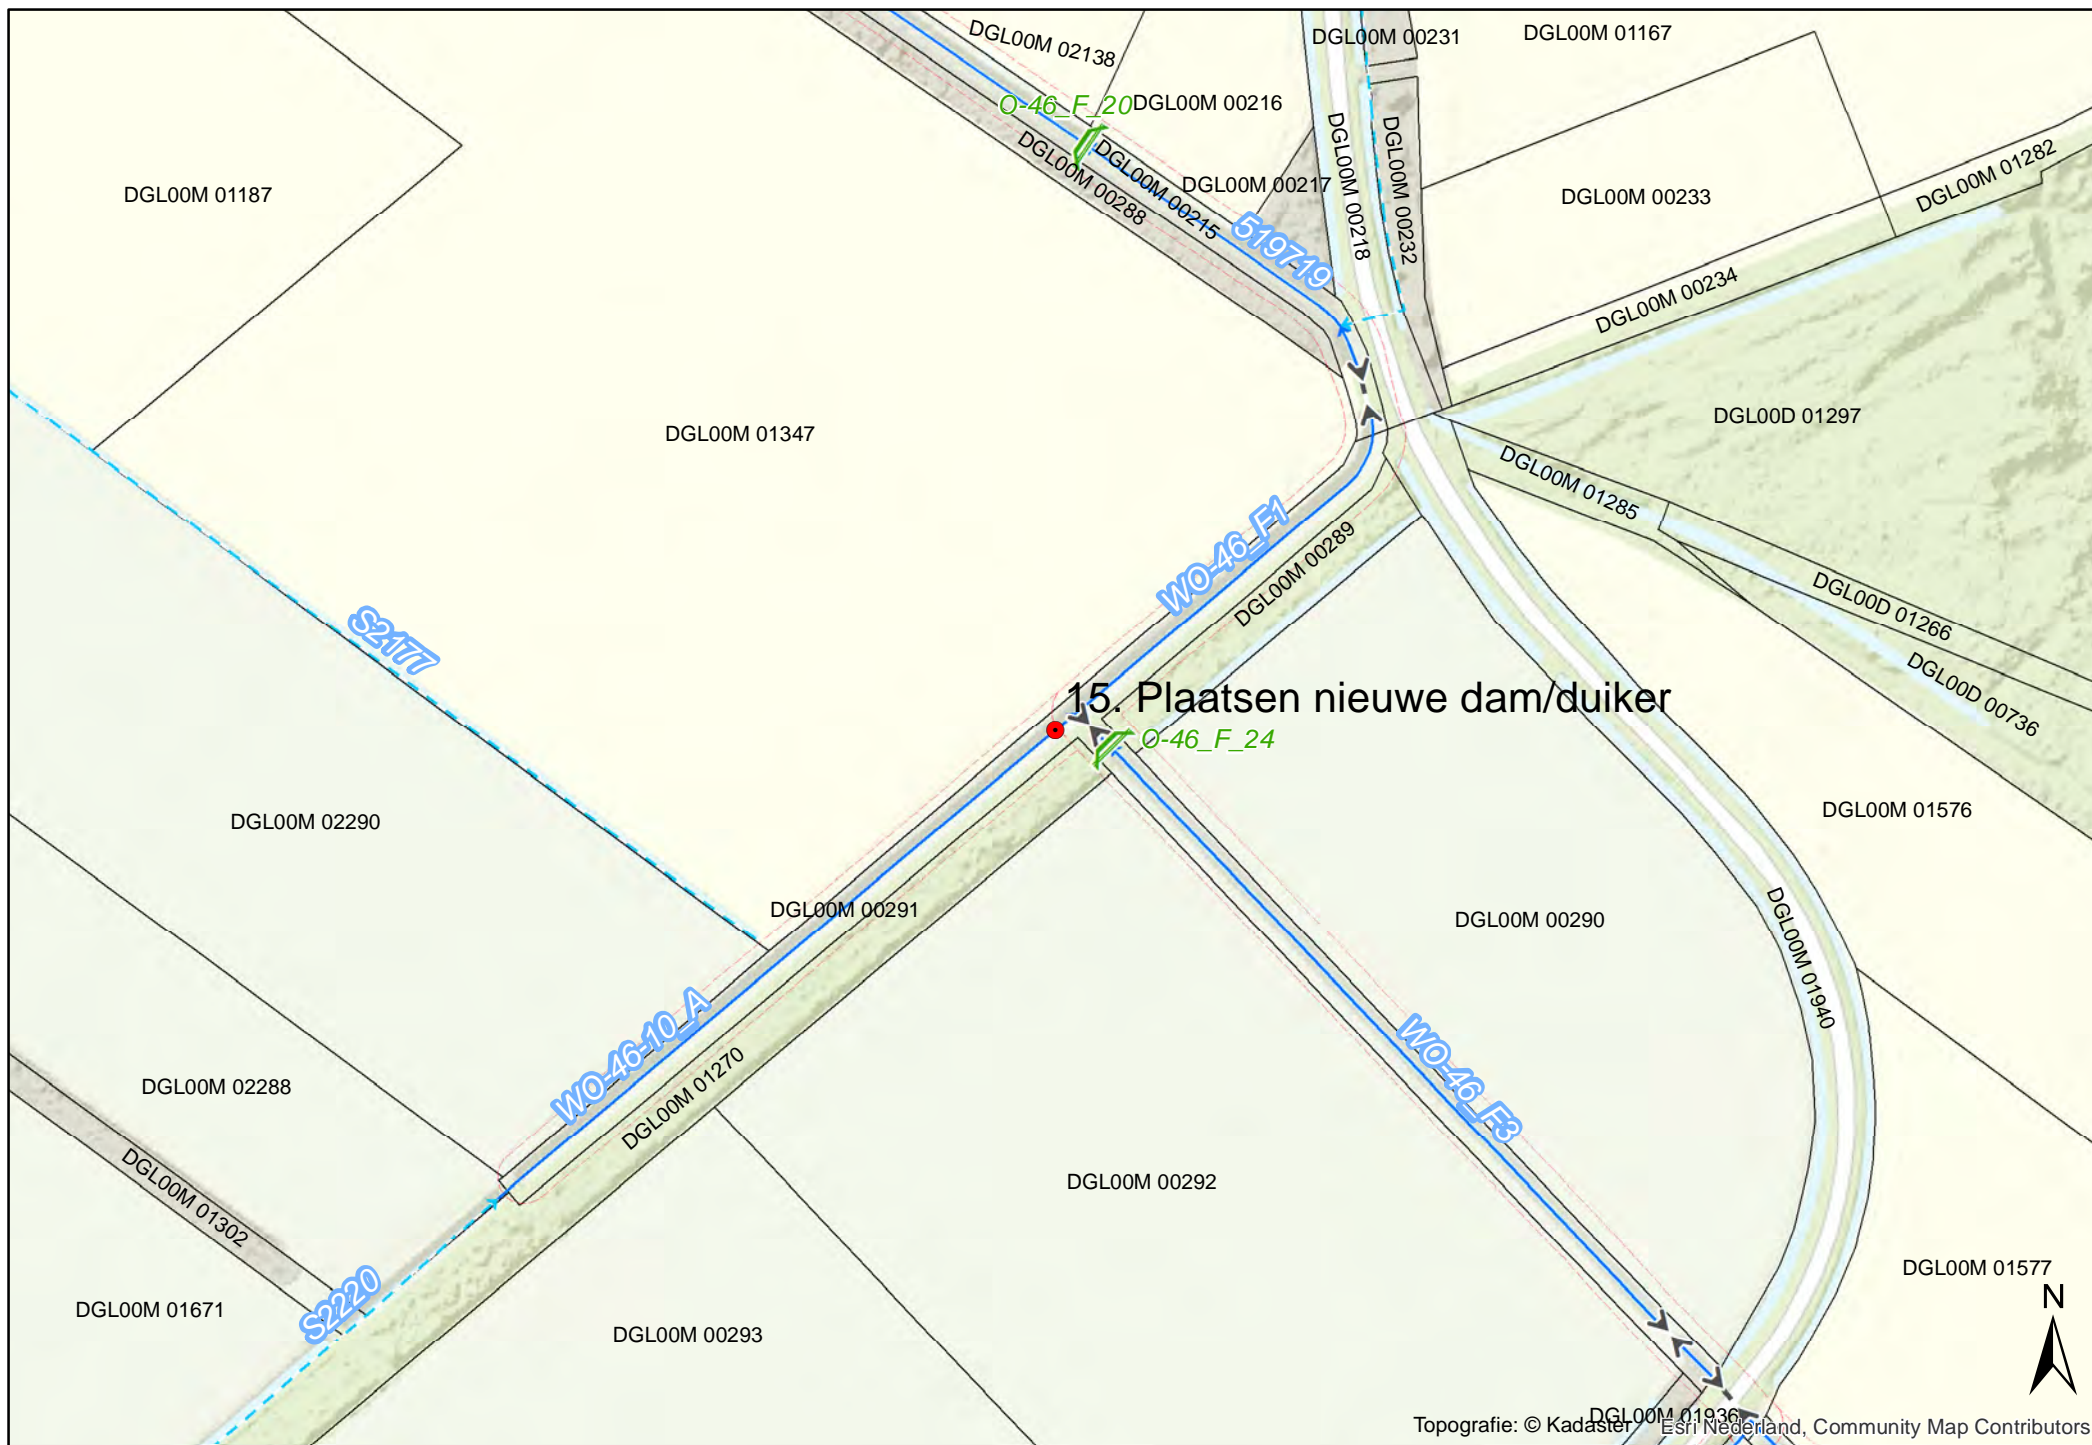 DGL00M 02138
DGL00M 00231
DGL00M 01167
O-46_F_20
DGL00M 00216
DGL00M 00218
DGL00M 00232
DGL00M 01187
DGL00M 00288
DGL00M 00215
DGL00M 00217
DGL00M 00233
DGL00M 01282
519719
DGL00M 00234
DGL00M 01347
DGL00D 01297
DGL00M 01285
WO-46_F1
DGL00M 00289
DGL00D 01266
S2177
DGL00D 00736
15. Plaatsen nieuwe dam/duiker
O-46_F_24
DGL00M 02290
DGL00M 01576
DGL00M 00291
DGL00M 00290
DGL00M 01940
WO-46-10_A
DGL00M 01270
WO-46_F3
DGL00M 02288
DGL00M 01302
DGL00M 00292
DGL00M 01577
N
S2220
DGL00M 01671
DGL00M 00293
DGL00M 01936
Topografie: © Kadaster
Esri Nederland, Community Map Contributors